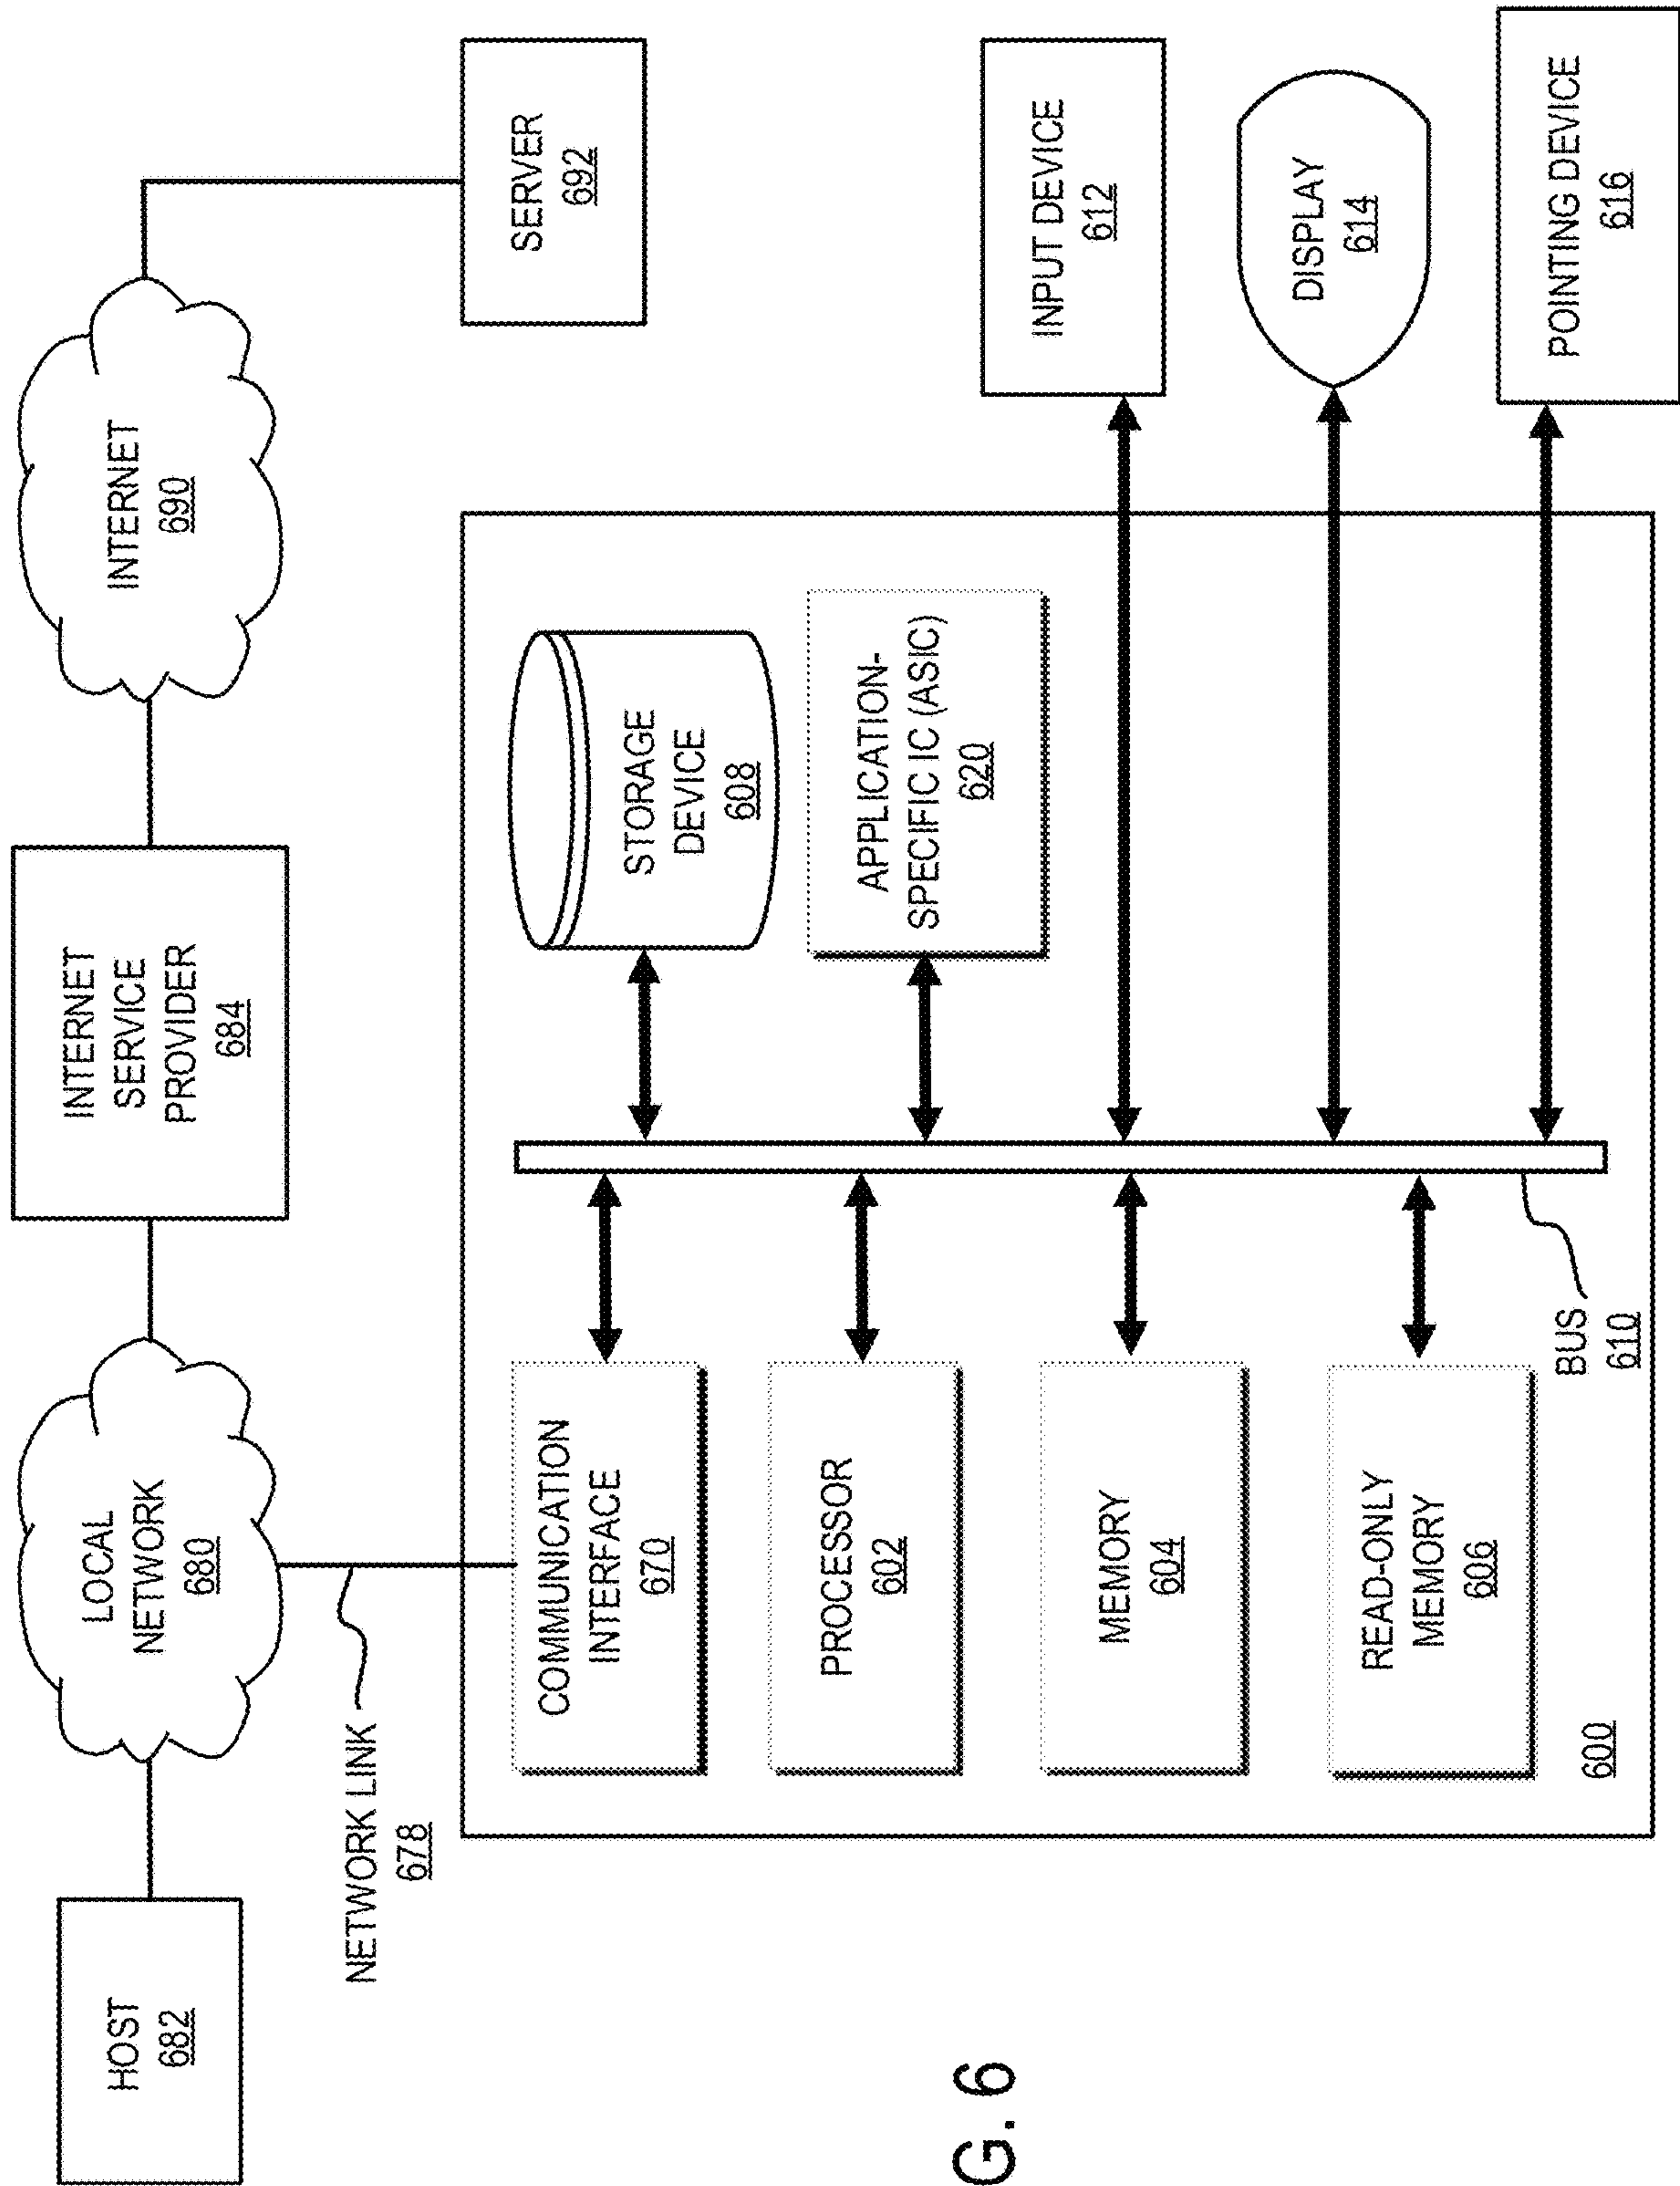 HOST
682
LOCAL
NETWORK
680
INTERNET
SERVICE
PROVIDER
684
INTERNET
690
NETWORK LINK
678
SERVER
692
COMMUNICATION
INTERFACE
670
STORAGE
DEVICE
608
PROCESSOR
602
APPLICATION-
SPECIFIC IC (ASIC)
620
MEMORY
604
INPUT DEVICE
612
READ-ONLY
MEMORY
606
DISPLAY
614
BUS
610
POINTING DEVICE
616
600
G. 6